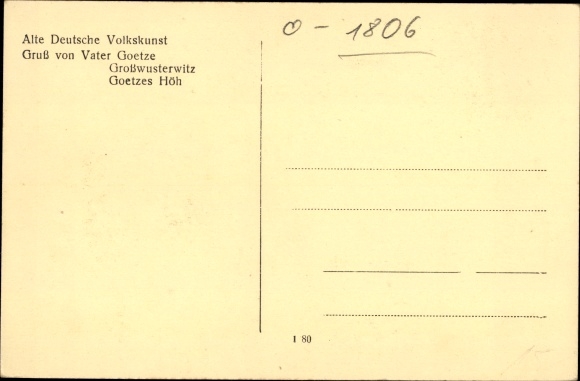 Alte Deutsche Volkskunst
Gruß von Vater Goetze
Großwusterwitz
Goetzes Höh
O - 1806
I 80